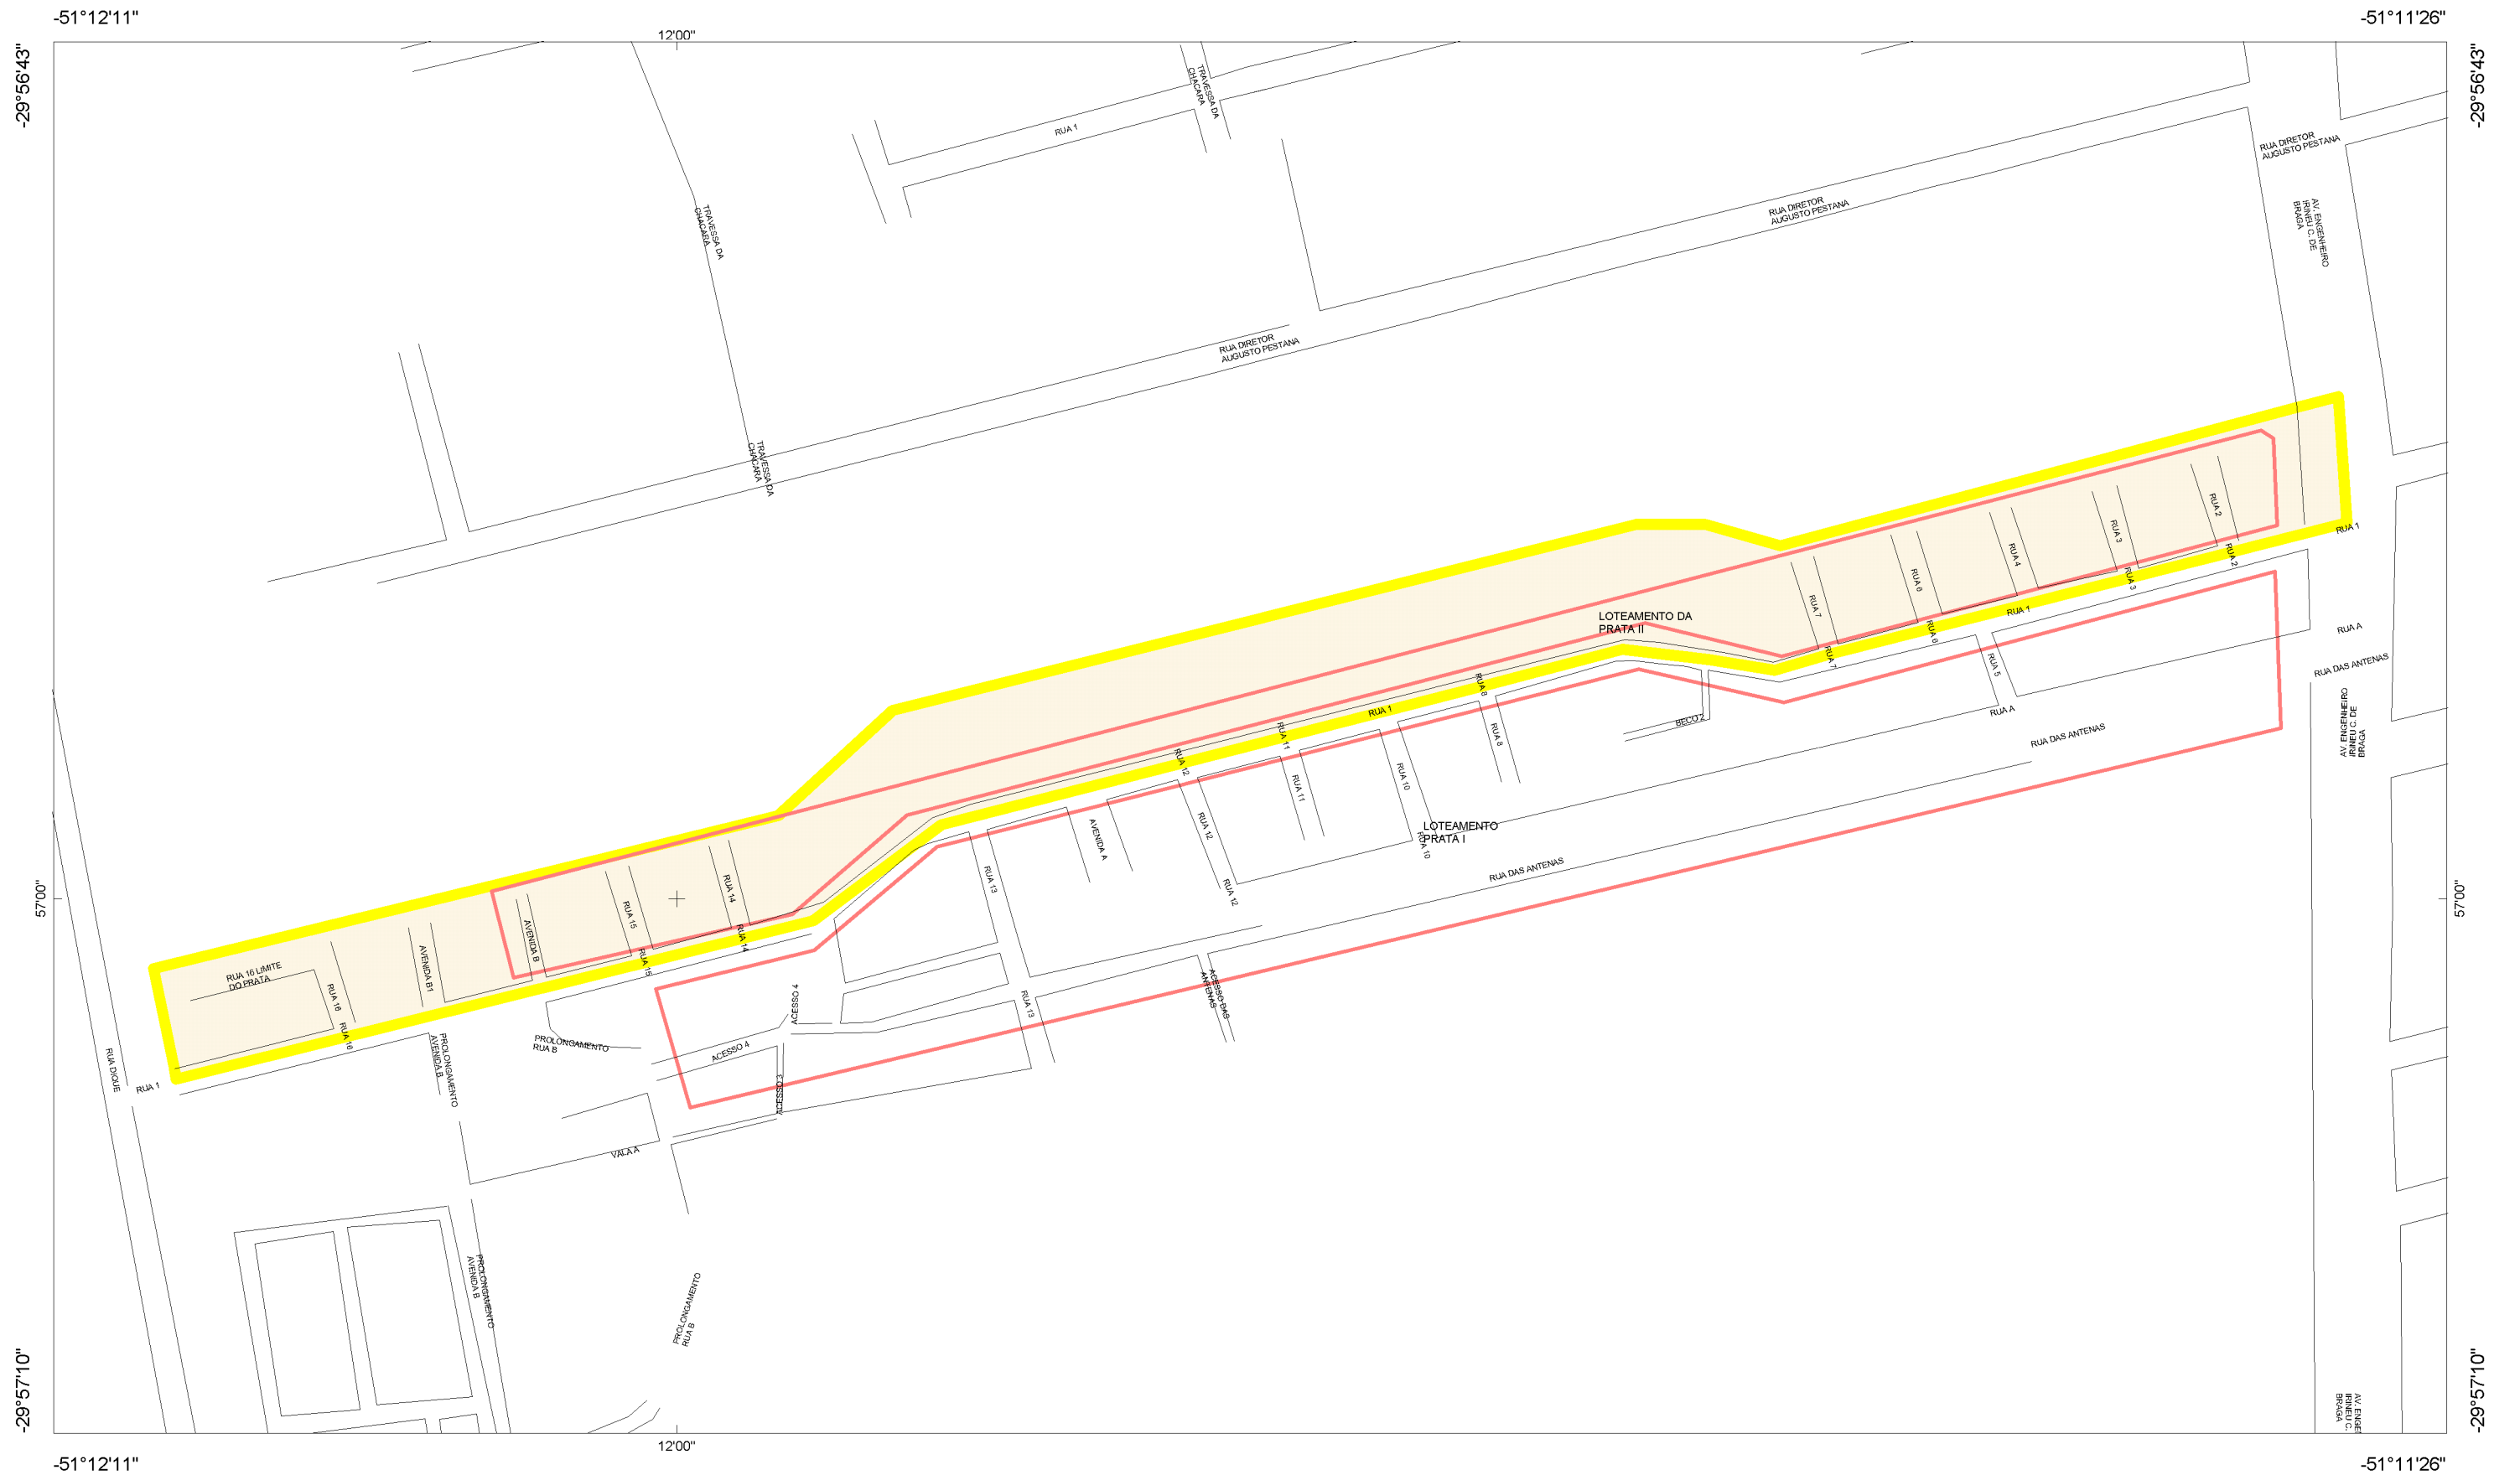 -51°12'11"
-51°11'26"
12'00"
-29°56'43"
-29°56'43"
TRAVESSA DA
CHACARA
RUA 1
RUA DIRETOR
AUGUSTO PESTANA
RUA DIRETOR
AUGUSTO PESTANA
TRAVESSA DA
CHACARA
AV. ENGENHEIRO
IRINEU C. DE
BRAGA
RUA DIRETOR
AUGUSTO PESTANA
TRAVESSA DA
CHACARA
RUA 2
RUA 3
RUA 1
RUA 4
RUA 2
RUA 6
RUA 3
RUA 7
RUA 1
LOTEAMENTO DA
PRATA II
RUA 6
RUA A
RUA 7
RUA 5
RUA DAS ANTENAS
RUA 8
RUA 1
RUA A
BECO 2
AV. ENGENHEIRO
IRINEU C. DE
BRAGA
RUA 8
RUA 11
RUA DAS ANTENAS
RUA 12
RUA 10
RUA 11
RUA 12
AVENIDA A
LOTEAMENTO
PRATA I
RUA 10
RUA DAS ANTENAS
RUA 13
RUA 14
RUA 12
57'00"
57'00"
RUA 15
RUA 14
AVENIDA B
RUA 15
AVENIDA B1
RUA 16 LIMITE
DO PRATA
RUA 16
ACESSO DAS
ANTENAS
RUA 13
ACESSO 4
RUA 16
PROLONGAMENTO
RUA B
ACESSO 4
PROLONGAMENTO
AVENIDA B
RUA DIQUE
RUA 1
ACESSO 3
VALA A
PROLONGAMENTO
AVENIDA B
PROLONGAMENTO
RUA B
-29°57'10"
-29°57'10"
AV. ENGE
IRINEU C.
BRAGA
12'00"
-51°12'11"
-51°11'26"